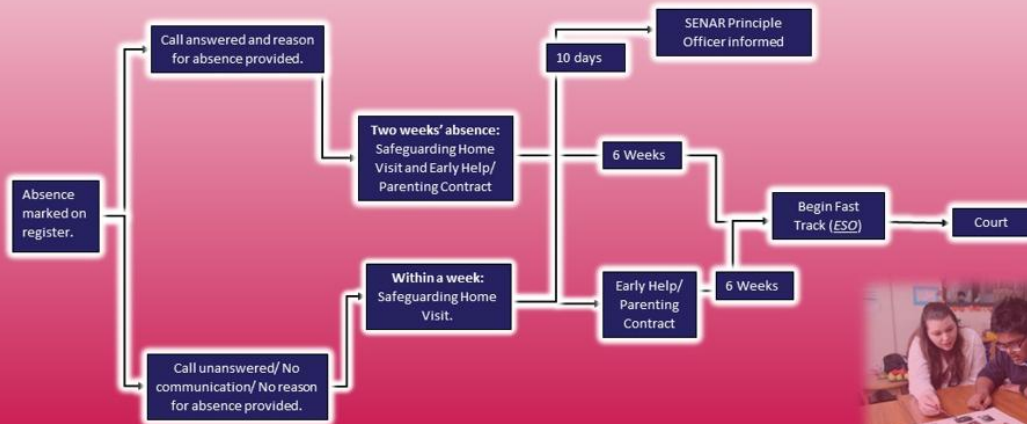 Absence
marked on
register.
Call answered and reason
for absence provided.
Call unanswered/ No
communication/ No reason
for absence provided.
Two weeks' absence:
Safeguarding Home
Visit and Early Help/
Parenting Contract
Within a week:
Safeguarding Home
Visit.
10 days
SENAR Principle
Officer informed
6 Weeks
Early Help/
Parenting
Contract
6 Weeks
Begin Fast
Track (ESO)
Court